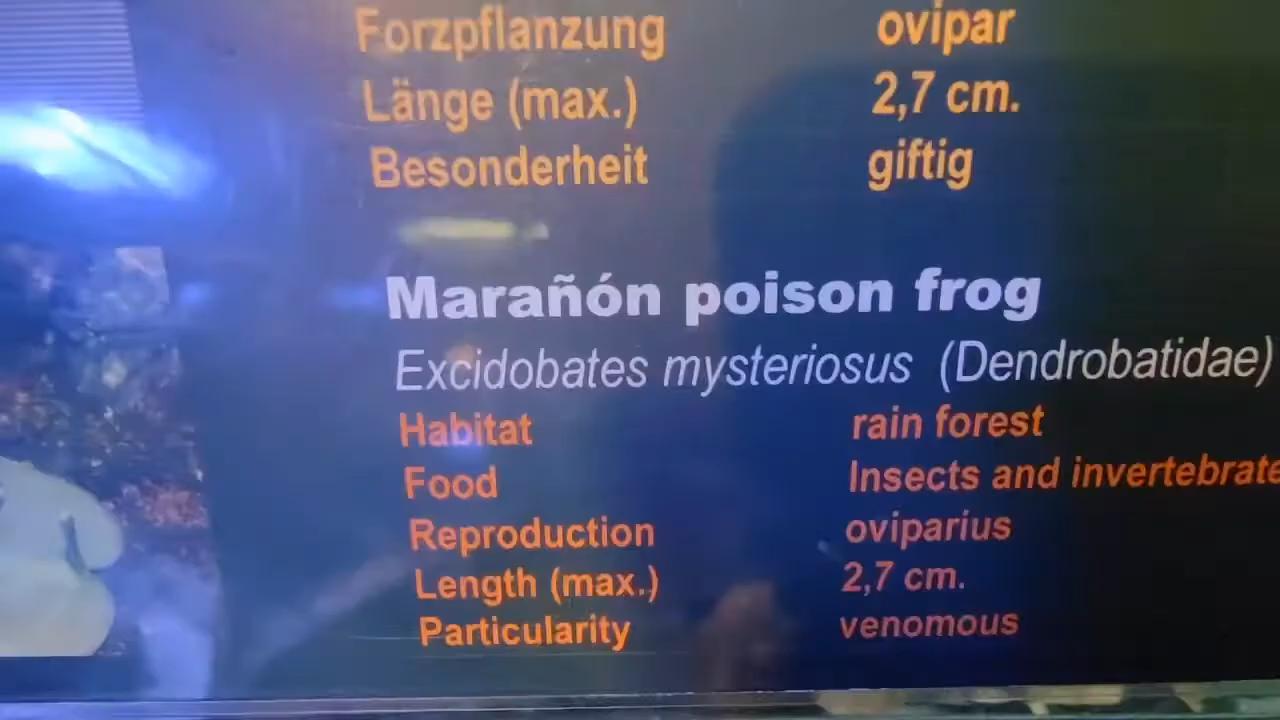 Forzpflanzung ovipar
Länge (max.) 2,7 cm.
Besonderheit giftig
Marañón poison frog
Excidobates mysteriosus (Dendrobatidae)
Habitat rain forest
Food Insects and invertebrate
Reproduction oviparius
Length (max.) 2,7 cm.
Particularity venomous